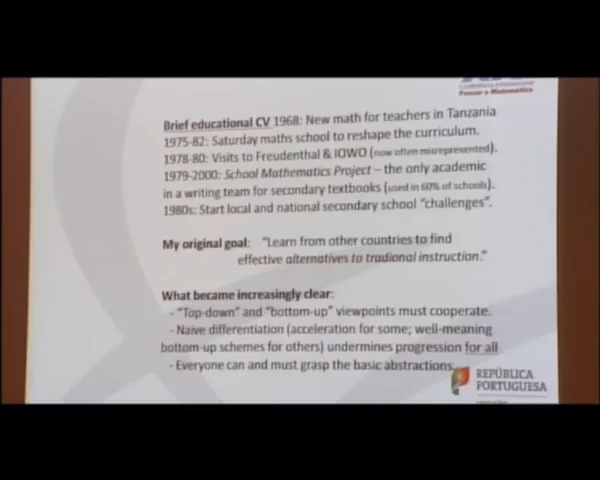 Pensar a Matemática
Brief educational CV 1968: New math for teachers in Tanzania
1975-82: Saturday maths school to reshape the curriculum.
1978-80: Visits to Freudenthal & IOWO (now often misrepresented).
1979-2000: School Mathematics Project – the only academic
in a writing team for secondary textbooks (used in 60% of schools).
1980s: Start local and national secondary school “challenges”.
My original goal: “Learn from other countries to find
effective alternatives to tradional instruction.”
What became increasingly clear:
- “Top-down” and “bottom-up” viewpoints must cooperate.
- Naive differentiation (acceleration for some; well-meaning
bottom-up schemes for others) undermines progression for all
- Everyone can and must grasp the basic abstractions.
REPÚBLICA
PORTUGUESA